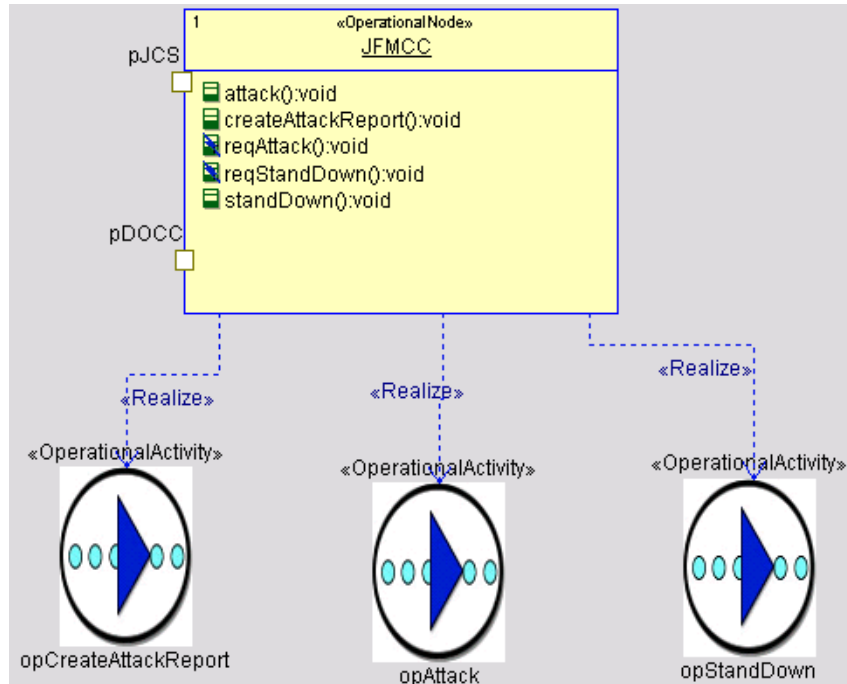 1 «OperationalNode»
JFMCC
pJCS
attack():void
createAttackReport():void
reqAttack():void
reqStandDown():void
standDown():void
pDOCC
«Realize»
«Realize»
«Realize»
«OperationalActivity»
«OperationalActivity»
«OperationalActivity»
opCreateAttackReport
opAttack
opStandDown